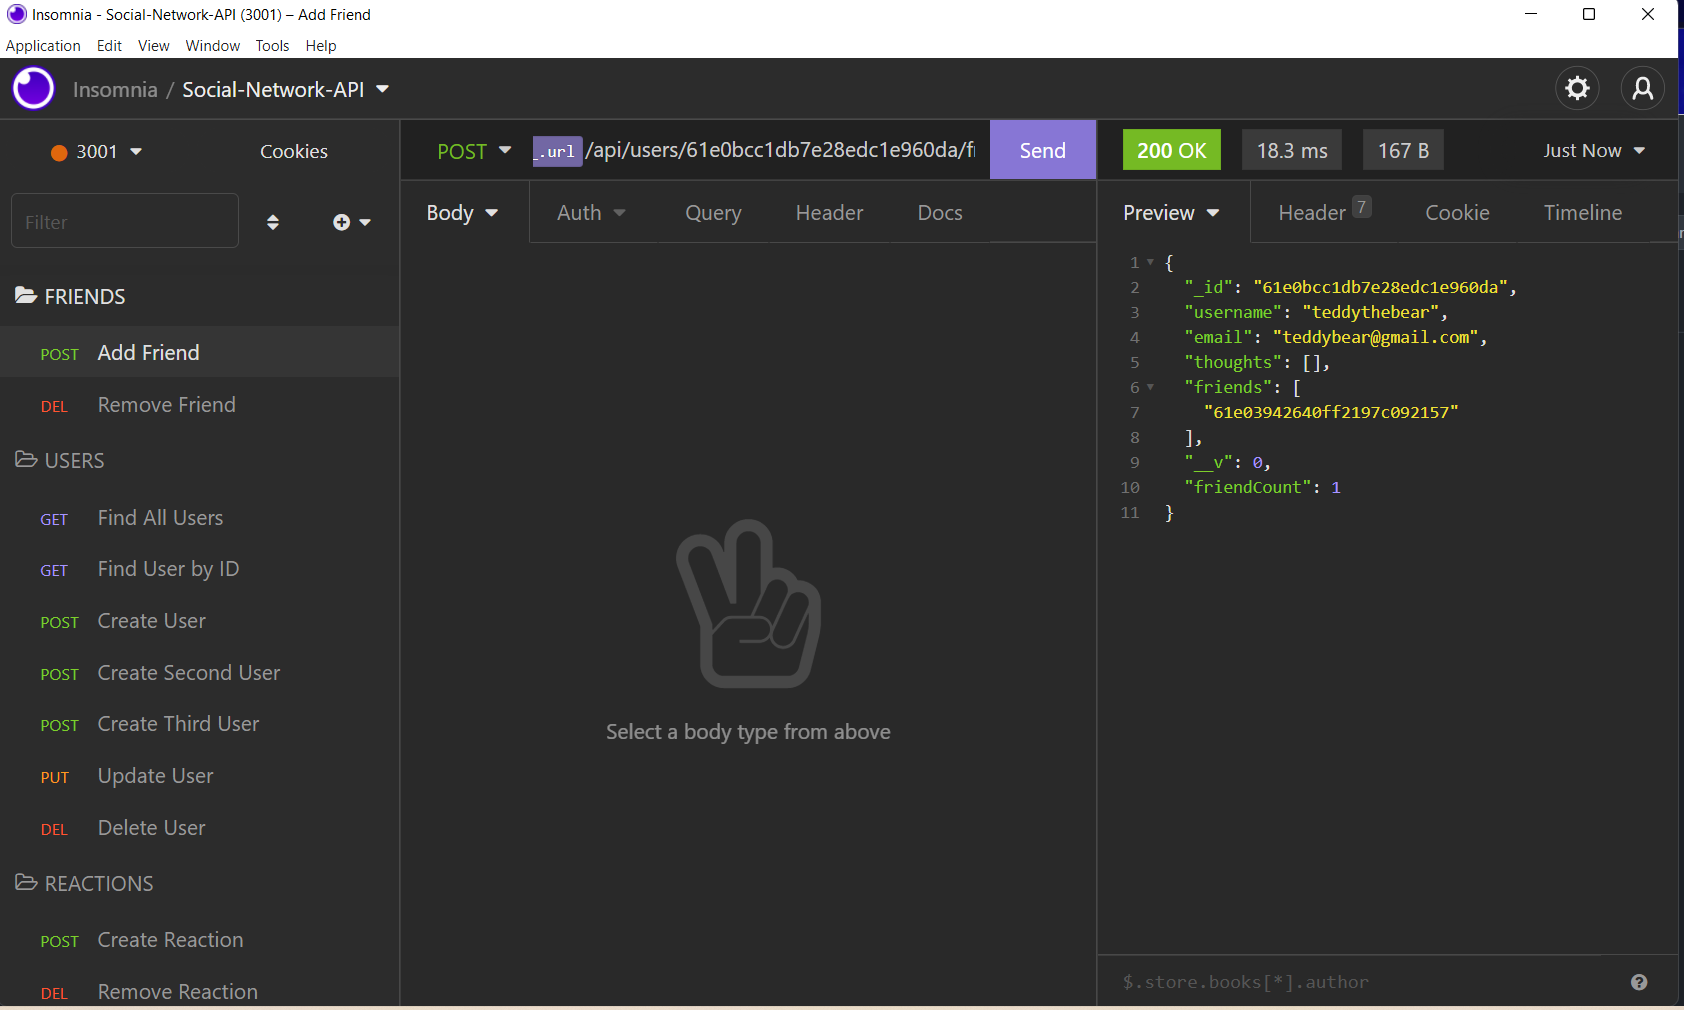 Insomnia - Social-Network-API (3001) – Add Friend
Application Edit View Window Tools Help
Insomnia / Social-Network-API
3001 Cookies
Filter
FRIENDS
POST Add Friend
DEL Remove Friend
USERS
GET Find All Users
GET Find User by ID
POST Create User
POST Create Second User
POST Create Third User
PUT Update User
DEL Delete User
REACTIONS
POST Create Reaction
DEL Remove Reaction
POST _.url /api/users/61e0bcc1db7e28edc1e960da/f Send
Body Auth Query Header Docs
Select a body type from above
200 OK 18.3 ms 167 B Just Now
Preview Header 7 Cookie Timeline
1 {
2 "_id": "61e0bcc1db7e28edc1e960da",
3 "username": "teddythebear",
4 "email": "teddybear@gmail.com",
5 "thoughts": [],
6 "friends": [
7 "61e03942640ff2197c092157"
8 ],
9 "__v": 0,
10 "friendCount": 1
11 }
$.store.books[*].author